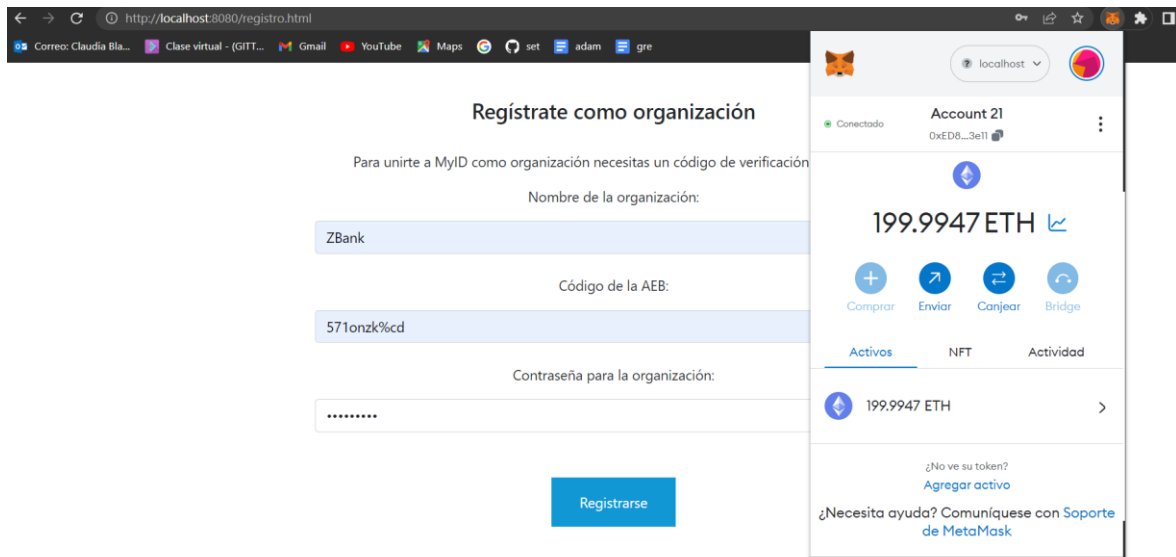 http://localhost:8080/registro.html
Correo: Claudia Bla...
Clase virtual - (GITT...
Gmail
YouTube
Maps
set
adam
gre
Regístrate como organización
Para unirte a MyID como organización necesitas un código de verificación
Nombre de la organización:
ZBank
Código de la AEB:
571onzk%cd
Contraseña para la organización:
•••••••••
Registrarse
localhost
Conectado
Account 21
0xED8...3e11
199.9947 ETH
Comprar
Enviar
Canjear
Bridge
Activos
NFT
Actividad
199.9947 ETH
¿No ve su token?
Agregar activo
¿Necesita ayuda? Comuníquese con Soporte
de MetaMask